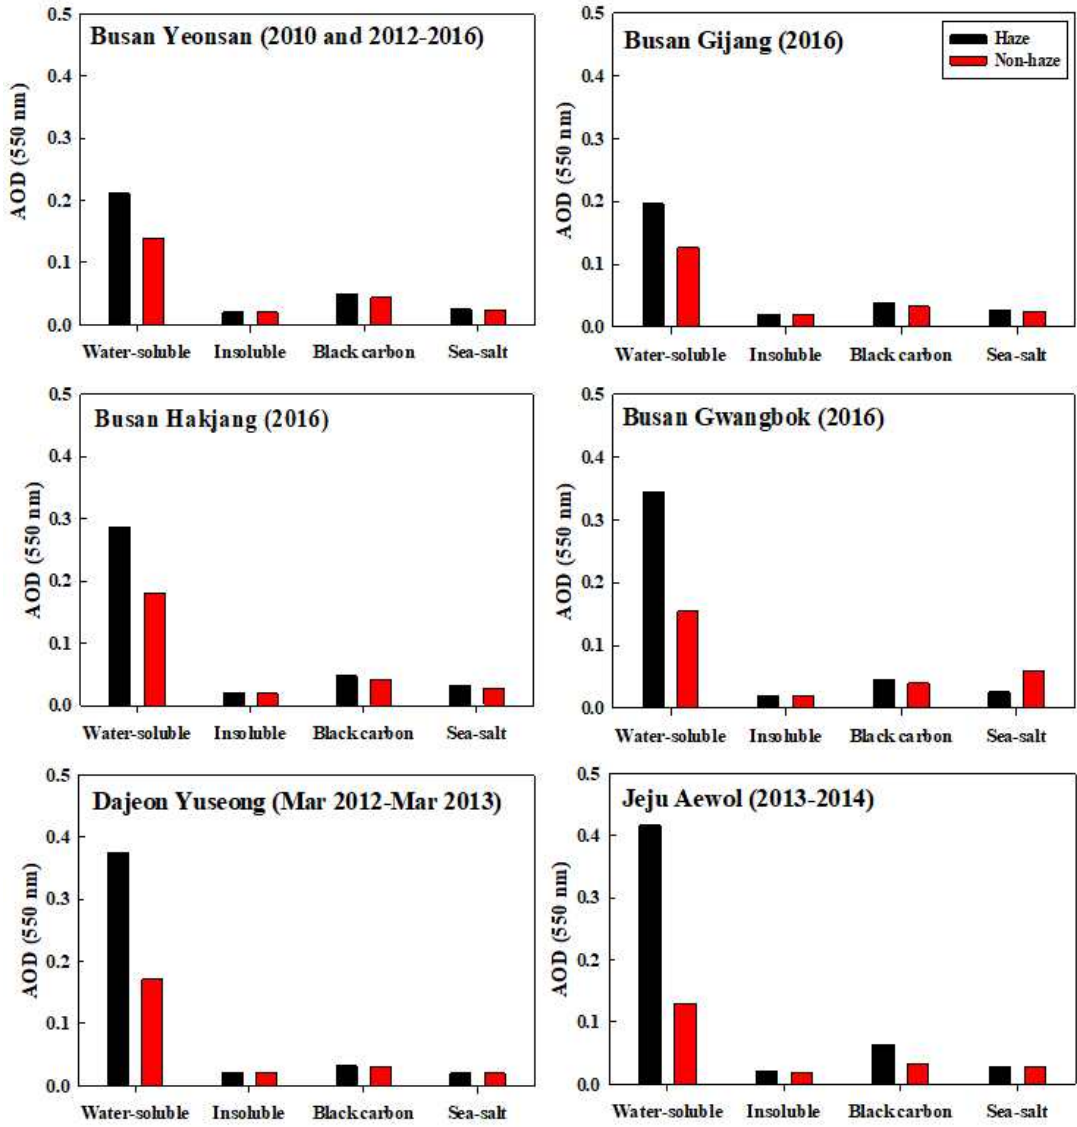 Busan Yeonsan (2010 and 2012-2016)
AOD (550 nm)
0.5
0.4
0.3
0.2
0.1
0.0
Water-soluble Insoluble Black carbon Sea-salt
Busan Gijang (2016)
Haze
Non-haze
AOD (550 nm)
0.5
0.4
0.3
0.2
0.1
0.0
Water-soluble Insoluble Black carbon Sea-salt
Busan Hakjang (2016)
AOD (550 nm)
0.5
0.4
0.3
0.2
0.1
0.0
Water-soluble Insoluble Black carbon Sea-salt
Busan Gwangbok (2016)
AOD (550 nm)
0.5
0.4
0.3
0.2
0.1
0.0
Water-soluble Insoluble Black carbon Sea-salt
Dajeon Yuseong (Mar 2012-Mar 2013)
AOD (550 nm)
0.5
0.4
0.3
0.2
0.1
0.0
Water-soluble Insoluble Black carbon Sea-salt
Jeju Aewol (2013-2014)
AOD (550 nm)
0.5
0.4
0.3
0.2
0.1
0.0
Water-soluble Insoluble Black carbon Sea-salt